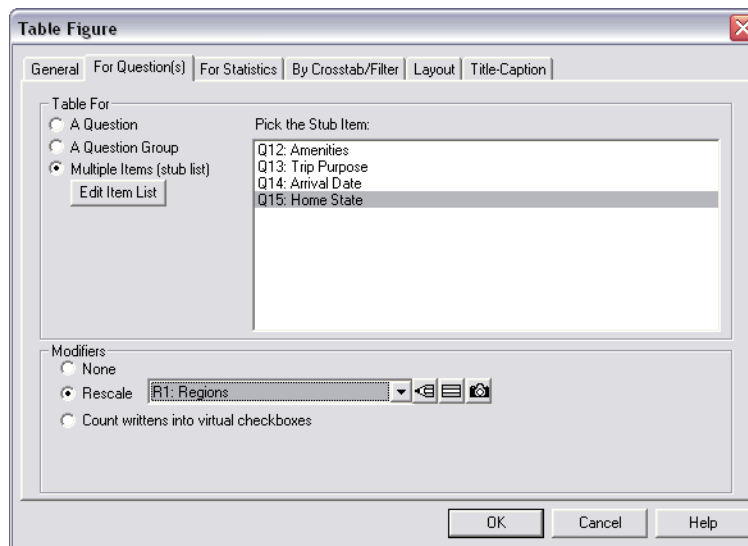 Table Figure
General For Question(s) For Statistics By Crosstab/Filter Layout Title-Caption
Table For
A Question
A Question Group
Multiple Items (stub list)
Edit Item List
Pick the Stub Item:
Q12: Amenities
Q13: Trip Purpose
Q14: Arrival Date
Q15: Home State
Modifiers
None
Rescale R1: Regions
Count writtens into virtual checkboxes
OK Cancel Help